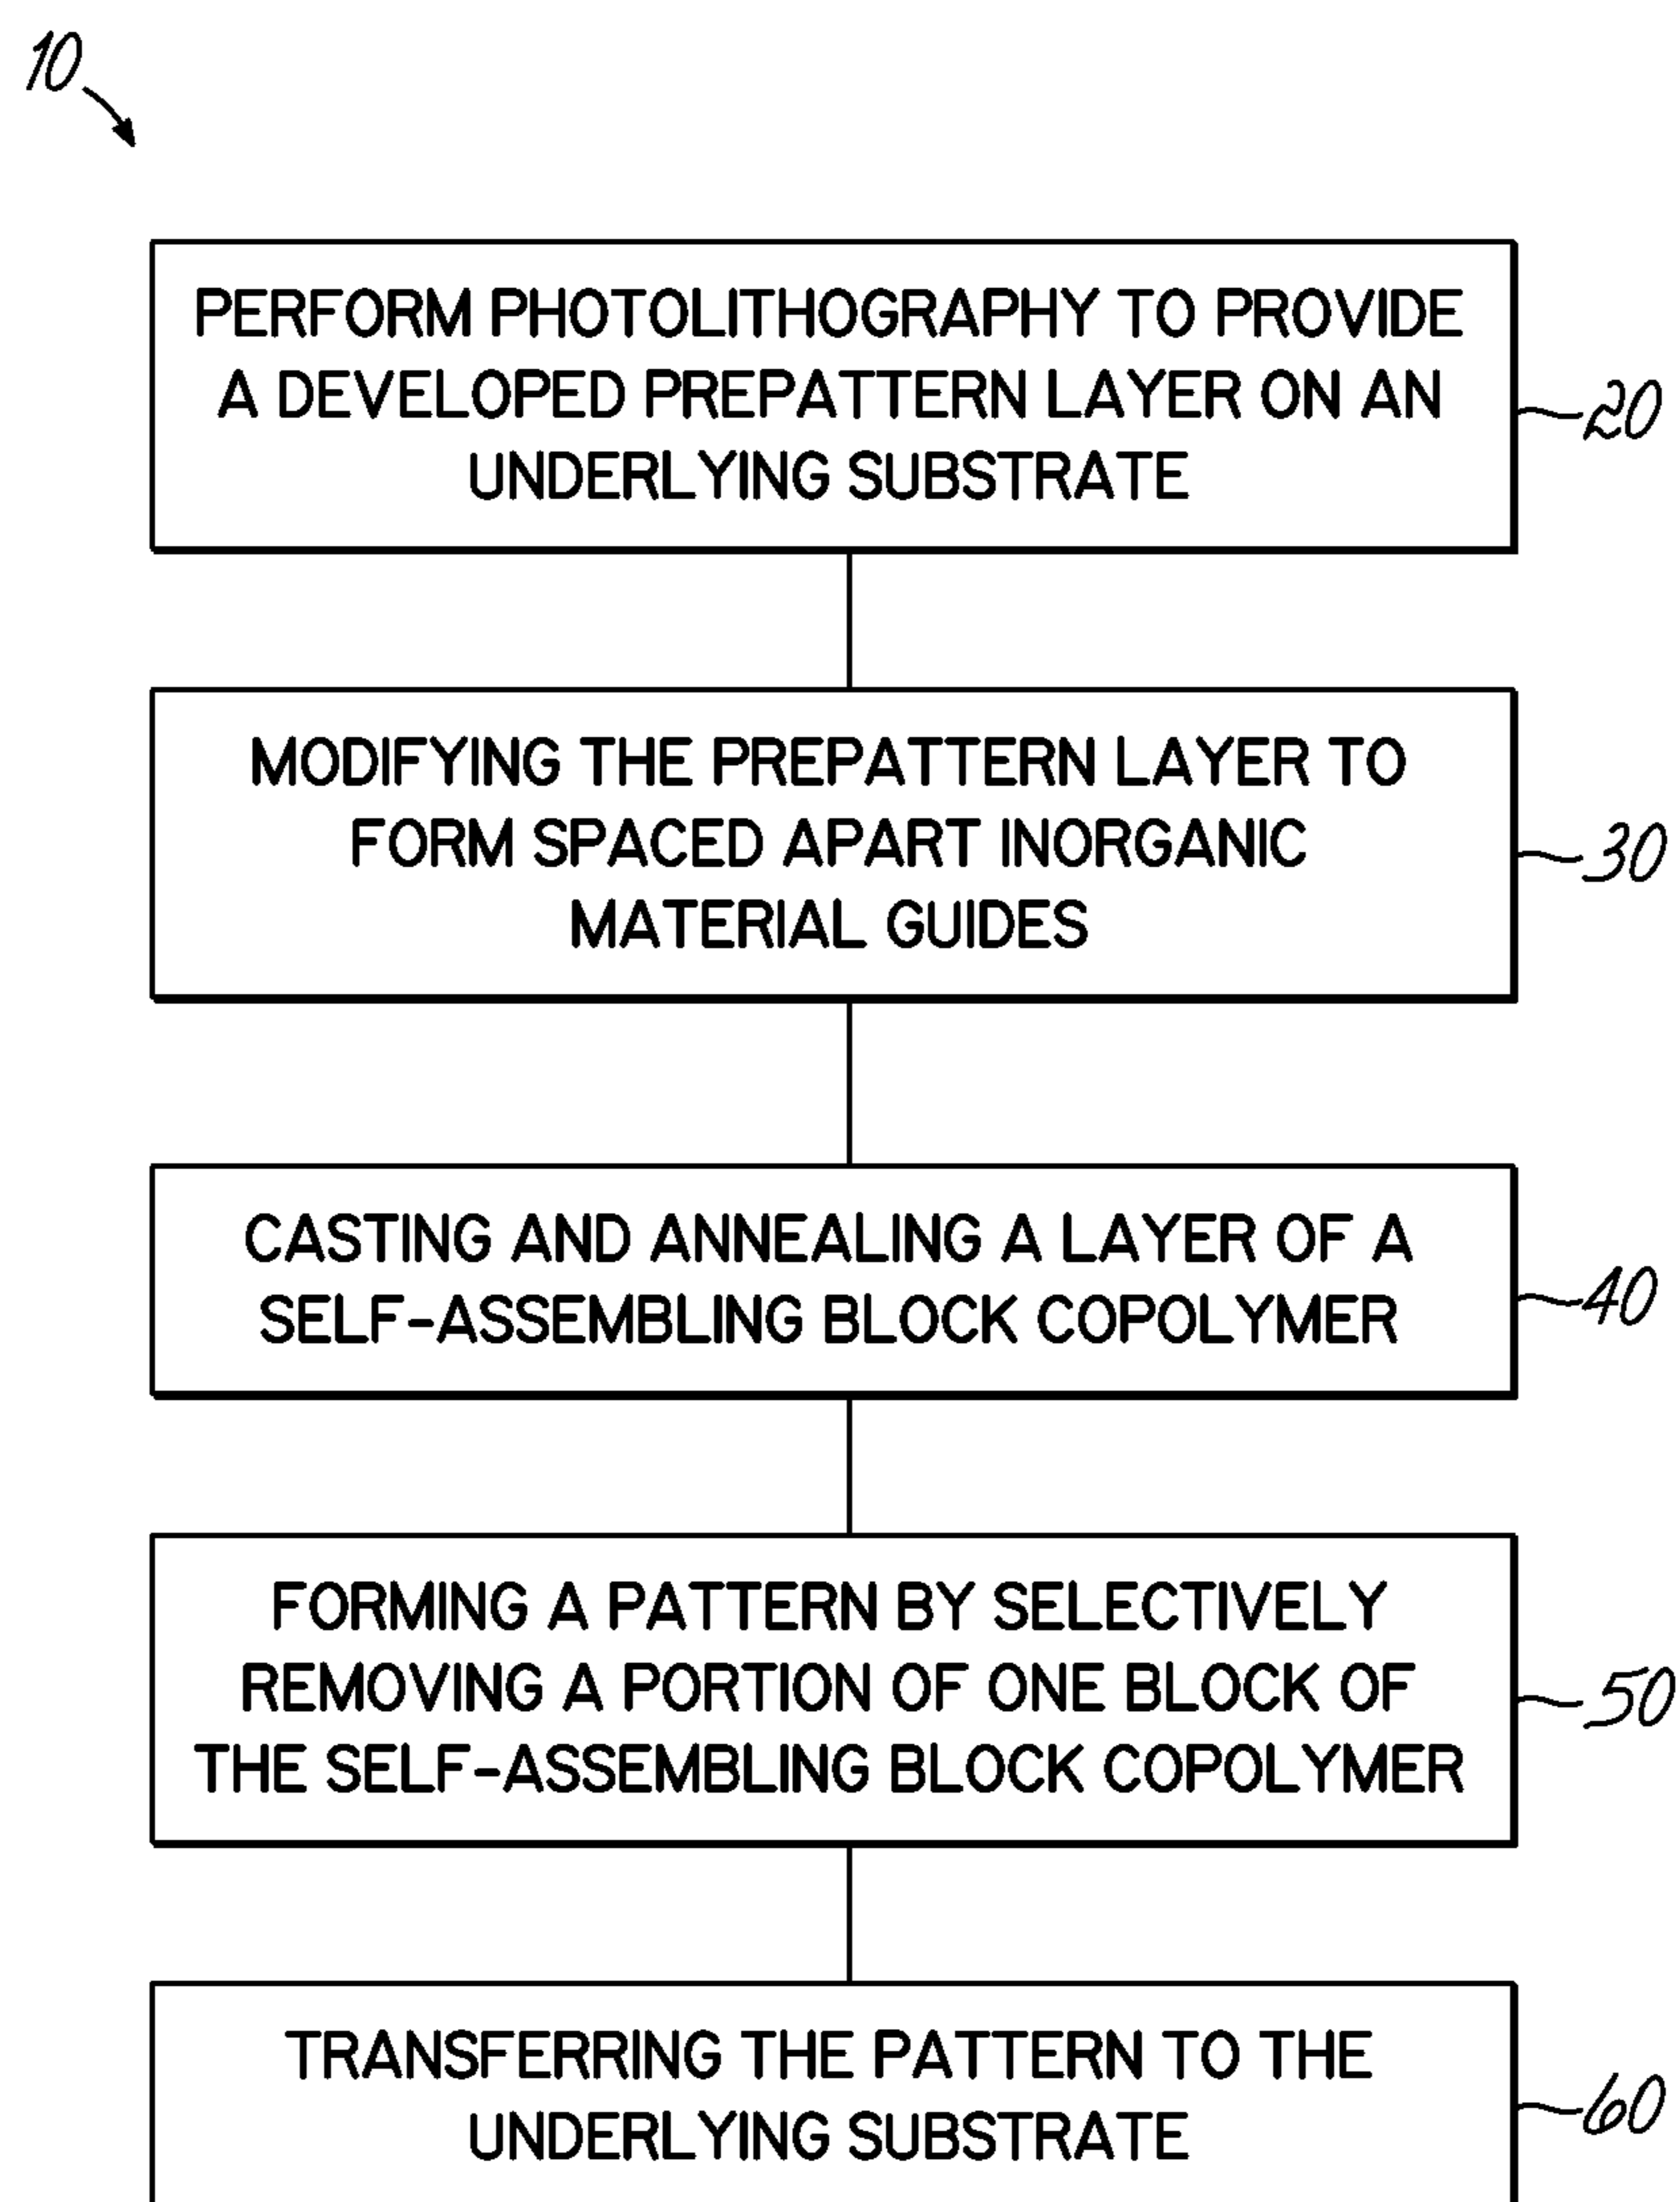 10
PERFORM PHOTOLITHOGRAPHY TO PROVIDE
A DEVELOPED PREPATTERN LAYER ON AN
UNDERLYING SUBSTRATE
20
MODIFYING THE PREPATTERN LAYER TO
FORM SPACED APART INORGANIC
MATERIAL GUIDES
30
CASTING AND ANNEALING A LAYER OF A
SELF-ASSEMBLING BLOCK COPOLYMER
40
FORMING A PATTERN BY SELECTIVELY
REMOVING A PORTION OF ONE BLOCK OF
THE SELF-ASSEMBLING BLOCK COPOLYMER
50
TRANSFERRING THE PATTERN TO THE
UNDERLYING SUBSTRATE
60